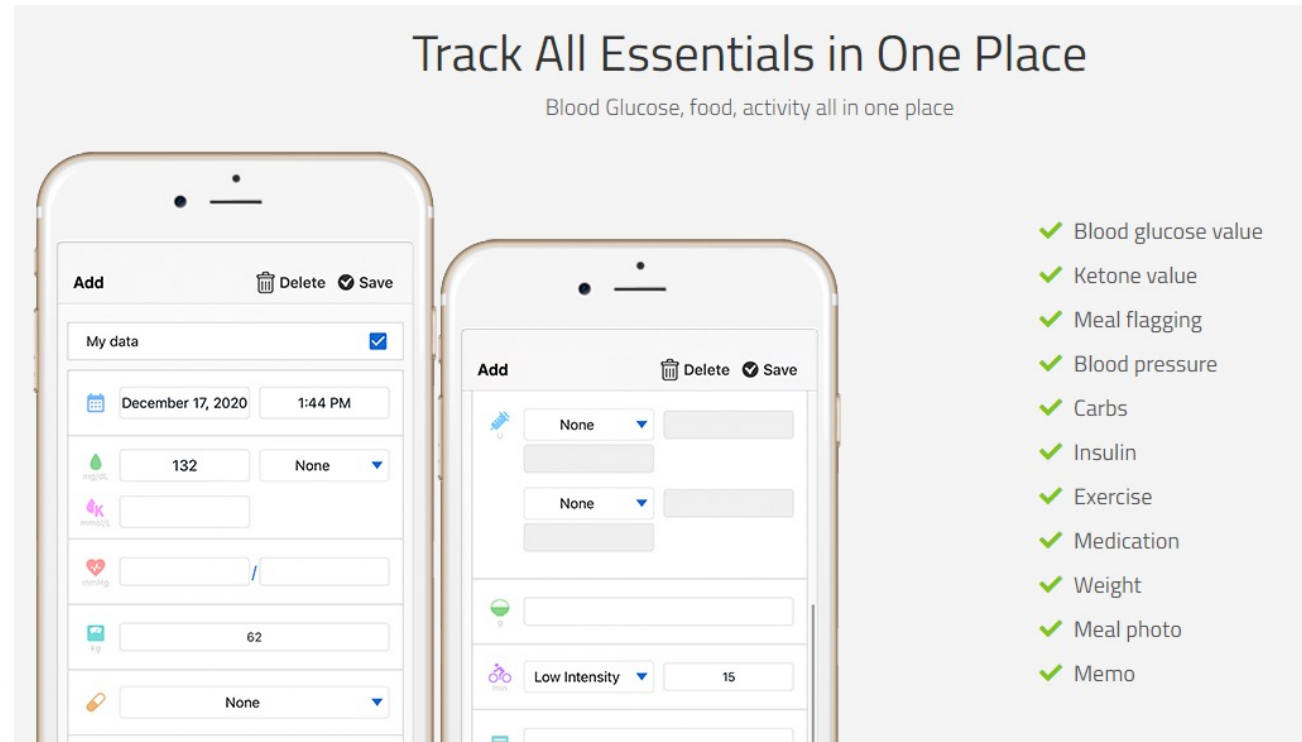 Track All Essentials in One Place
Blood Glucose, food, activity all in one place
Add Delete Save
My data
December 17, 2020 1:44 PM
132 None
mg/dL
K
mmol/L
/
mmHg
62
kg
None
Add Delete Save
None
U
None
g
Low Intensity 15
min
Blood glucose value
Ketone value
Meal flagging
Blood pressure
Carbs
Insulin
Exercise
Medication
Weight
Meal photo
Memo